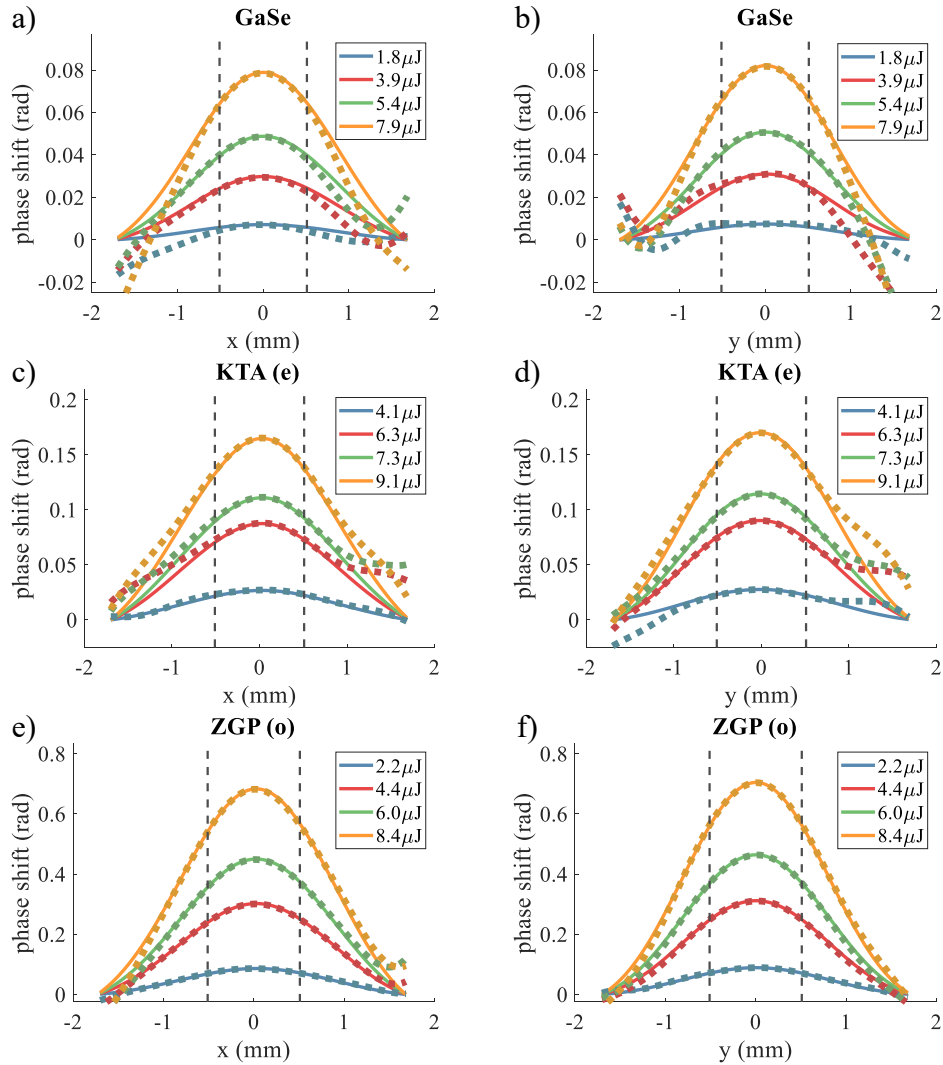 a)
GaSe
phase shift (rad)
0.08
0.06
0.04
0.02
0
-0.02
1.8μJ
3.9μJ
5.4μJ
7.9μJ
-2 -1 0 1 2
x (mm)
b)
GaSe
phase shift (rad)
0.08
0.06
0.04
0.02
0
-0.02
1.8μJ
3.9μJ
5.4μJ
7.9μJ
-2 -1 0 1 2
y (mm)
c)
KTA (e)
phase shift (rad)
0.2
0.15
0.1
0.05
0
4.1μJ
6.3μJ
7.3μJ
9.1μJ
-2 -1 0 1 2
x (mm)
d)
KTA (e)
phase shift (rad)
0.2
0.15
0.1
0.05
0
4.1μJ
6.3μJ
7.3μJ
9.1μJ
-2 -1 0 1 2
y (mm)
e)
ZGP (o)
phase shift (rad)
0.8
0.6
0.4
0.2
0
2.2μJ
4.4μJ
6.0μJ
8.4μJ
-2 -1 0 1 2
x (mm)
f)
ZGP (o)
phase shift (rad)
0.8
0.6
0.4
0.2
0
2.2μJ
4.4μJ
6.0μJ
8.4μJ
-2 -1 0 1 2
y (mm)